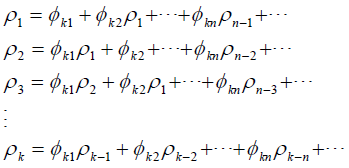 ρ₁ = ϕₖ₁ + ϕₖ₂ρ₁ + ⋯ + ϕₖₙρₙ₋₁ + ⋯
ρ₂ = ϕₖ₁ρ₁ + ϕₖ₂ + ⋯ + ϕₖₙρₙ₋₂ + ⋯
ρ₃ = ϕₖ₁ρ₂ + ϕₖ₂ρ₁ + ⋯ + ϕₖₙρₙ₋₃ + ⋯
⋮
ρₖ = ϕₖ₁ρₖ₋₁ + ϕₖ₂ρₖ₋₂ + ⋯ + ϕₖₙρₖ₋ₙ + ⋯